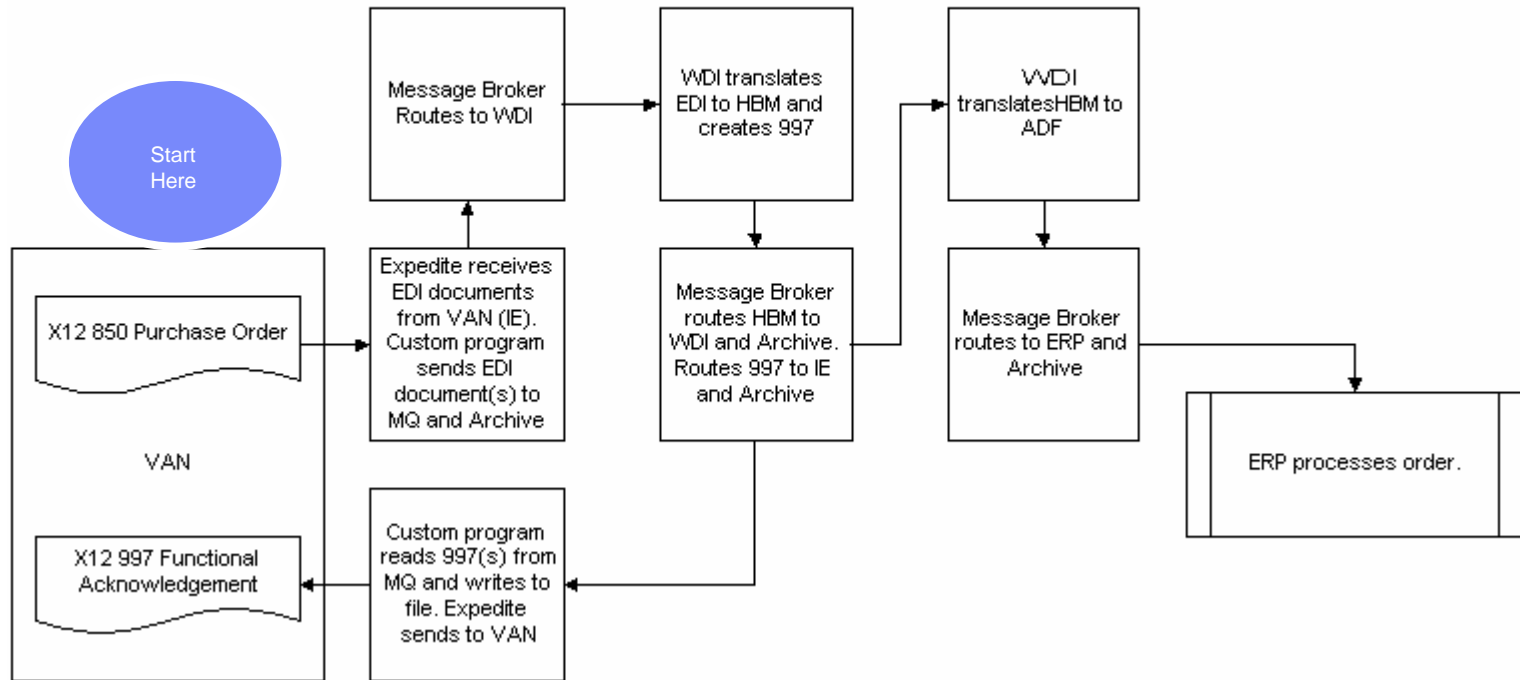 Start
Here
X12 850 Purchase Order
VAN
X12 997 Functional
Acknowledgement
Expedite receives
EDI documents
from VAN (IE).
Custom program
sends EDI
document(s) to
MQ and Archive
Message Broker
Routes to WDI
WDI translates
EDI to HBM and
creates 997
Message Broker
routes HBM to
WDI and Archive.
Routes 997 to IE
and Archive
Custom program
reads 997(s) from
MQ and writes to
file. Expedite
sends to VAN
WDI
translatesHBM to
ADF
Message Broker
routes to ERP and
Archive
ERP processes order.